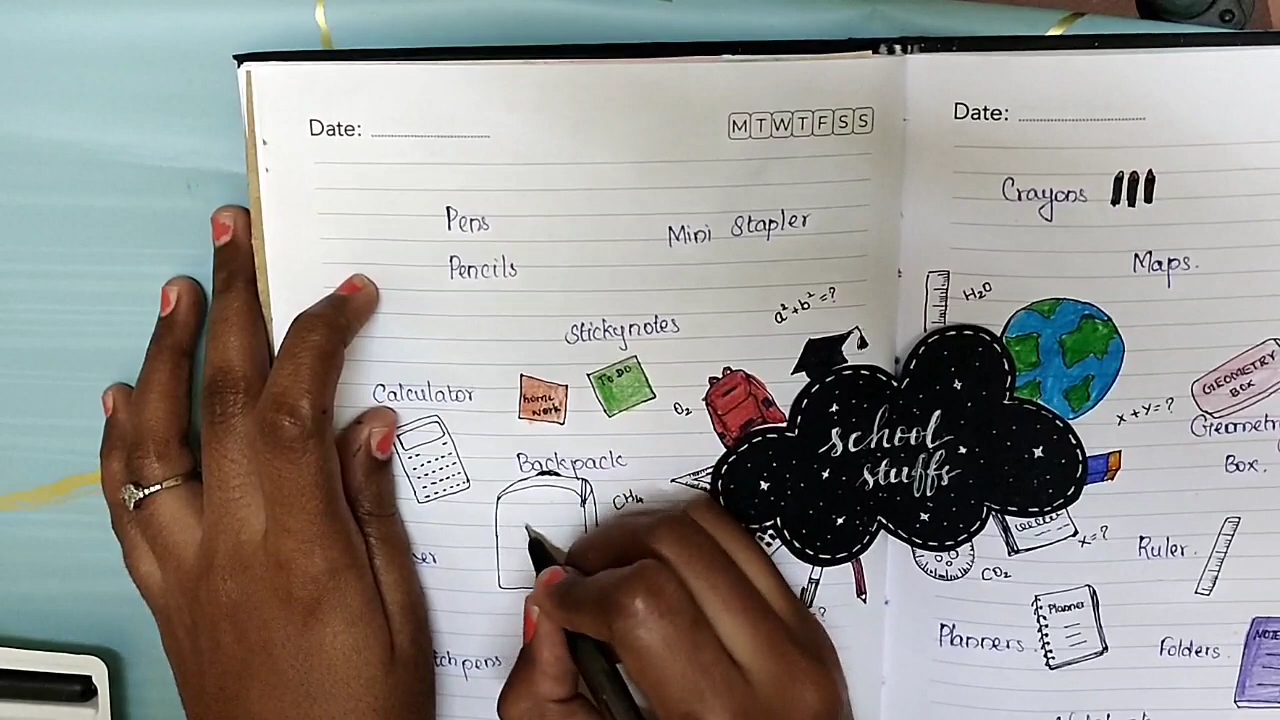 Date:
MTWTFSS
Pens
Mini Stapler
Pencils
Stickynotes
a²+b²=?
Calculator
home
work
TO DO
O₂
Backpack
CH₄
school
stuffs
Date:
Crayons
Maps.
H₂O
GEOMETRY
BOX
x+y=?
Box.
x=?
CO₂
Ruler.
Planner
Planners.
Folders.